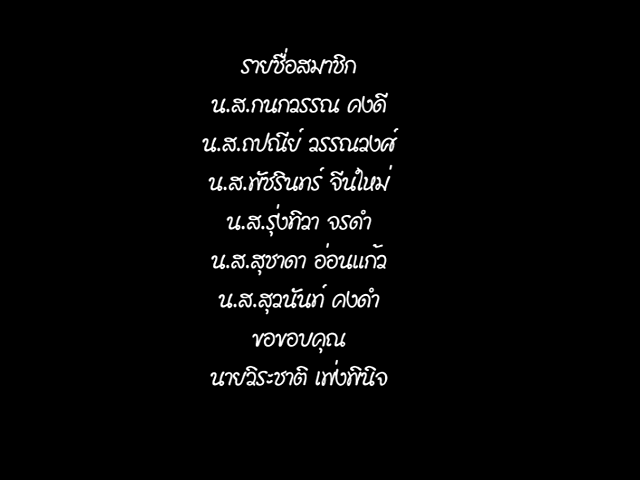 รายชื่อสมาชิก
น.ส.กนกวรรณ คงดี
น.ส.ถปณีย์ วรรณวงศ์
น.ส.พัชรินทร์ จีนใหม่
น.ส.รุ่งทิวา จรดำ
น.ส.สุชาดา อ่อนแก้ว
น.ส.สุวนันท์ คงดำ
ขอขอบคุณ
นายวิระชาติ เพ่งพินิจ